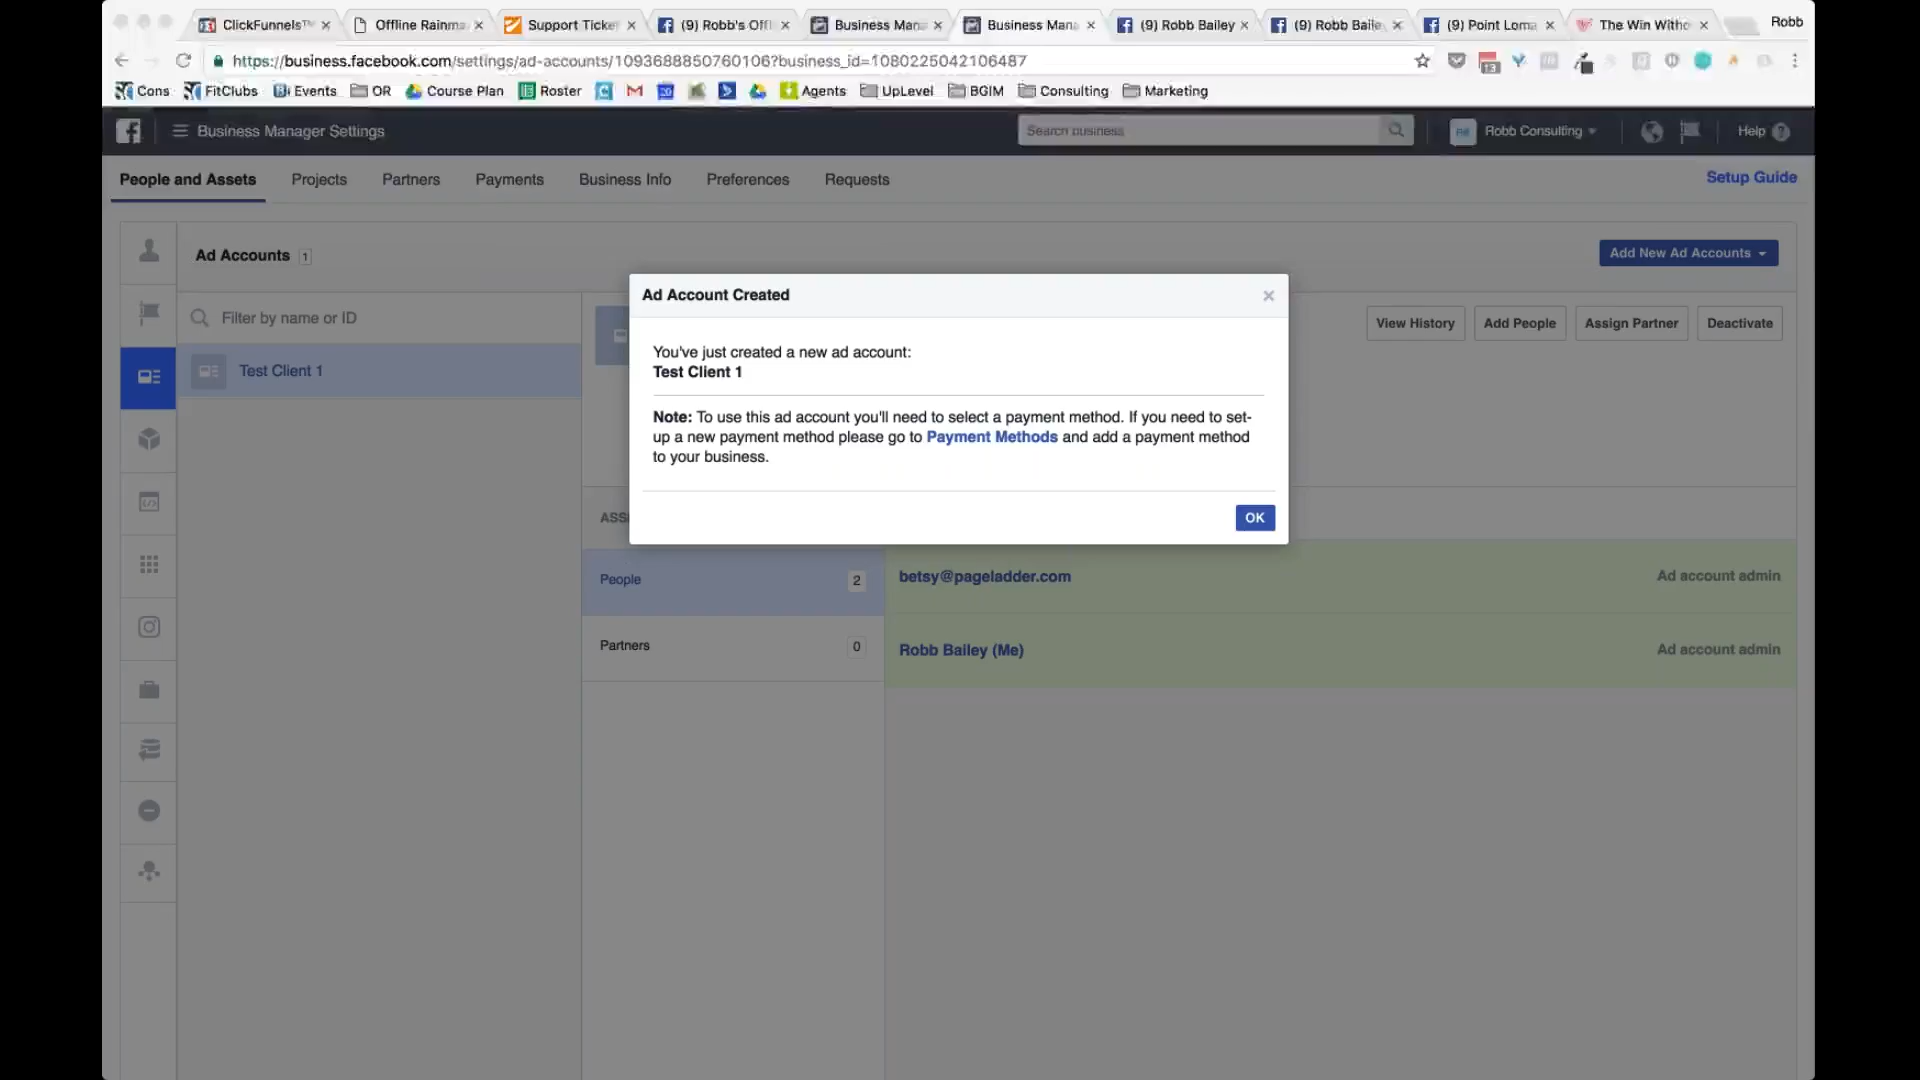 ClickFunnels™
Offline Rainma
Support Ticke
(9) Robb's Offl
Business Mana
Business Mana
(9) Robb Bailey
(9) Robb Baile
(9) Point Loma
The Win Witho
Robb
https://business.facebook.com/settings/ad-accounts/1093688850760106?business_id=1080225042106487
13
Cons
FitClubs
Events
OR
Course Plan
Roster
Agents
UpLevel
BGIM
Consulting
Marketing
Business Manager Settings
Search business
Robb Consulting
Help
People and Assets
Projects
Partners
Payments
Business Info
Preferences
Requests
Setup Guide
Ad Accounts 1
Add New Ad Accounts
Filter by name or ID
Test Client 1
View History
Add People
Assign Partner
Deactivate
Ad Account Created
You've just created a new ad account:
Test Client 1
Note: To use this ad account you'll need to select a payment method. If you need to set-
up a new payment method please go to Payment Methods and add a payment method
to your business.
OK
People 2
betsy@pageladder.com
Ad account admin
Partners 0
Robb Bailey (Me)
Ad account admin